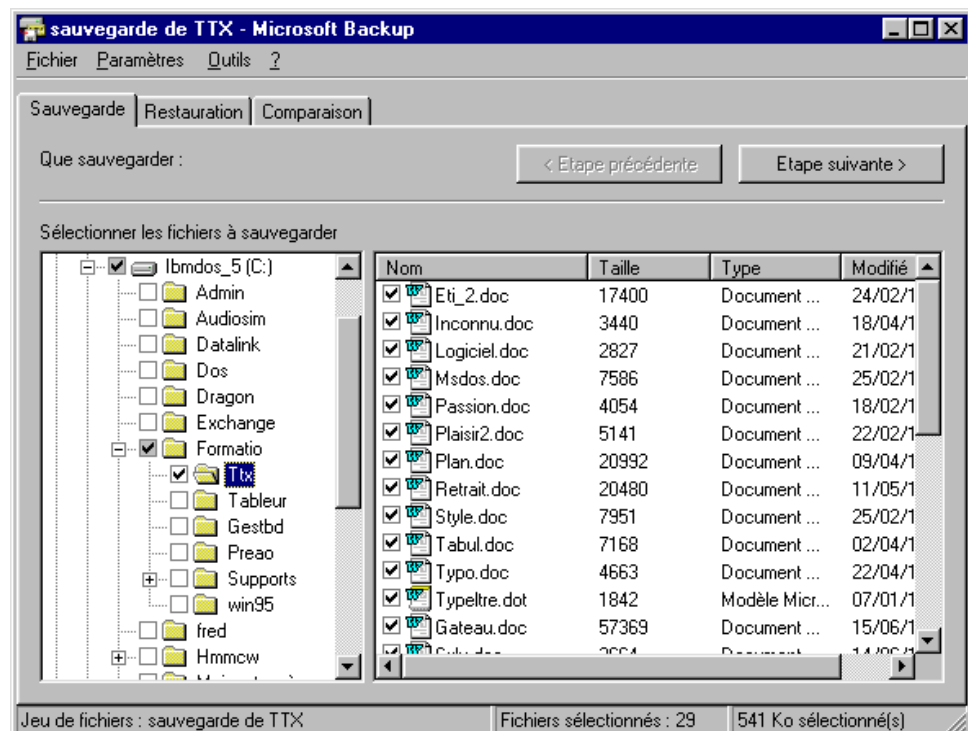 sauvegarde de TTX - Microsoft Backup
Fichier Paramètres Outils ?
Sauvegarde Restauration Comparaison
Que sauvegarder :
< Etape précédente Etape suivante >
Sélectionner les fichiers à sauvegarder
Ibmdos_5 (C:)
Admin
Audiosim
Datalink
Dos
Dragon
Exchange
Formatio
Ttx
Tableur
Gestbd
Preao
Supports
win95
fred
Hmmcw
Nom Taille Type Modifié
Eti_2.doc 17400 Document ... 24/02/1
Inconnu.doc 3440 Document ... 18/04/1
Logiciel.doc 2827 Document ... 21/02/1
Msdos.doc 7586 Document ... 25/02/1
Passion.doc 4054 Document ... 18/02/1
Plaisir2.doc 5141 Document ... 22/02/1
Plan.doc 20992 Document ... 09/04/1
Retrait.doc 20480 Document ... 11/05/1
Style.doc 7951 Document ... 25/02/1
Tabul.doc 7168 Document ... 02/04/1
Typo.doc 4663 Document ... 22/04/1
Typeltre.dot 1842 Modèle Micr... 07/01/1
Gateau.doc 57369 Document ... 15/06/1
Jeu de fichiers : sauvegarde de TTX Fichiers sélectionnés : 29 541 Ko sélectionné(s)